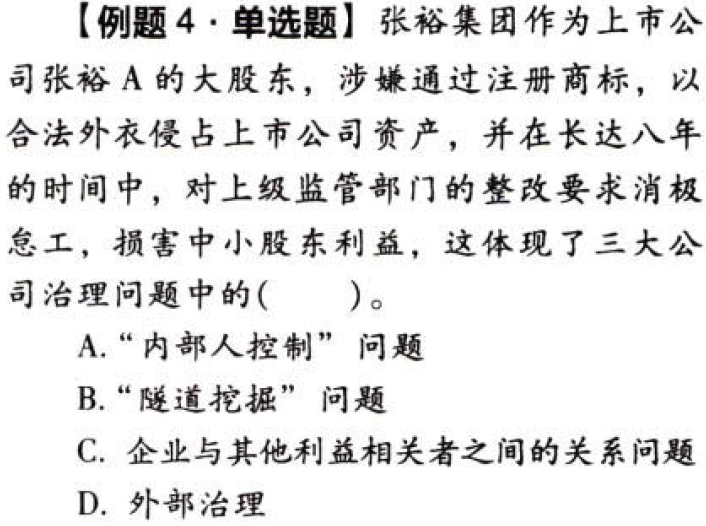 【例题 4·单选题】张裕集团作为上市公
司张裕 A 的大股东，涉嫌通过注册商标，以
合法外衣侵占上市公司资产，并在长达八年
的时间中，对上级监管部门的整改要求消极
怠工，损害中小股东利益，这体现了三大公
司治理问题中的(　　)。
A.“内部人控制”问题
B.“隧道挖掘”问题
C. 企业与其他利益相关者之间的关系问题
D. 外部治理